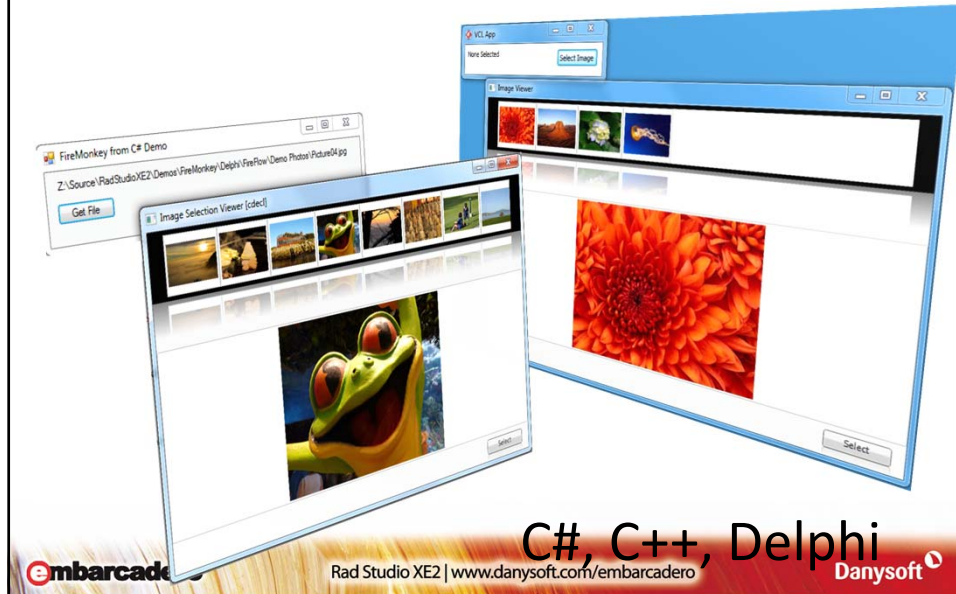 VCL App
None Selected
Select Image
Image Viewer
FireMonkey from C# Demo
Z:\Source\RadStudioXE2\Demos\FireMonkey\Delphi\FireFlow\Demo Photos\Picture04.jpg
Get File
Image Selection Viewer [cdecl]
Select
Select
C#, C++, Delphi
embarcade
Rad Studio XE2 | www.danysoft.com/embarcadero
Danysoft